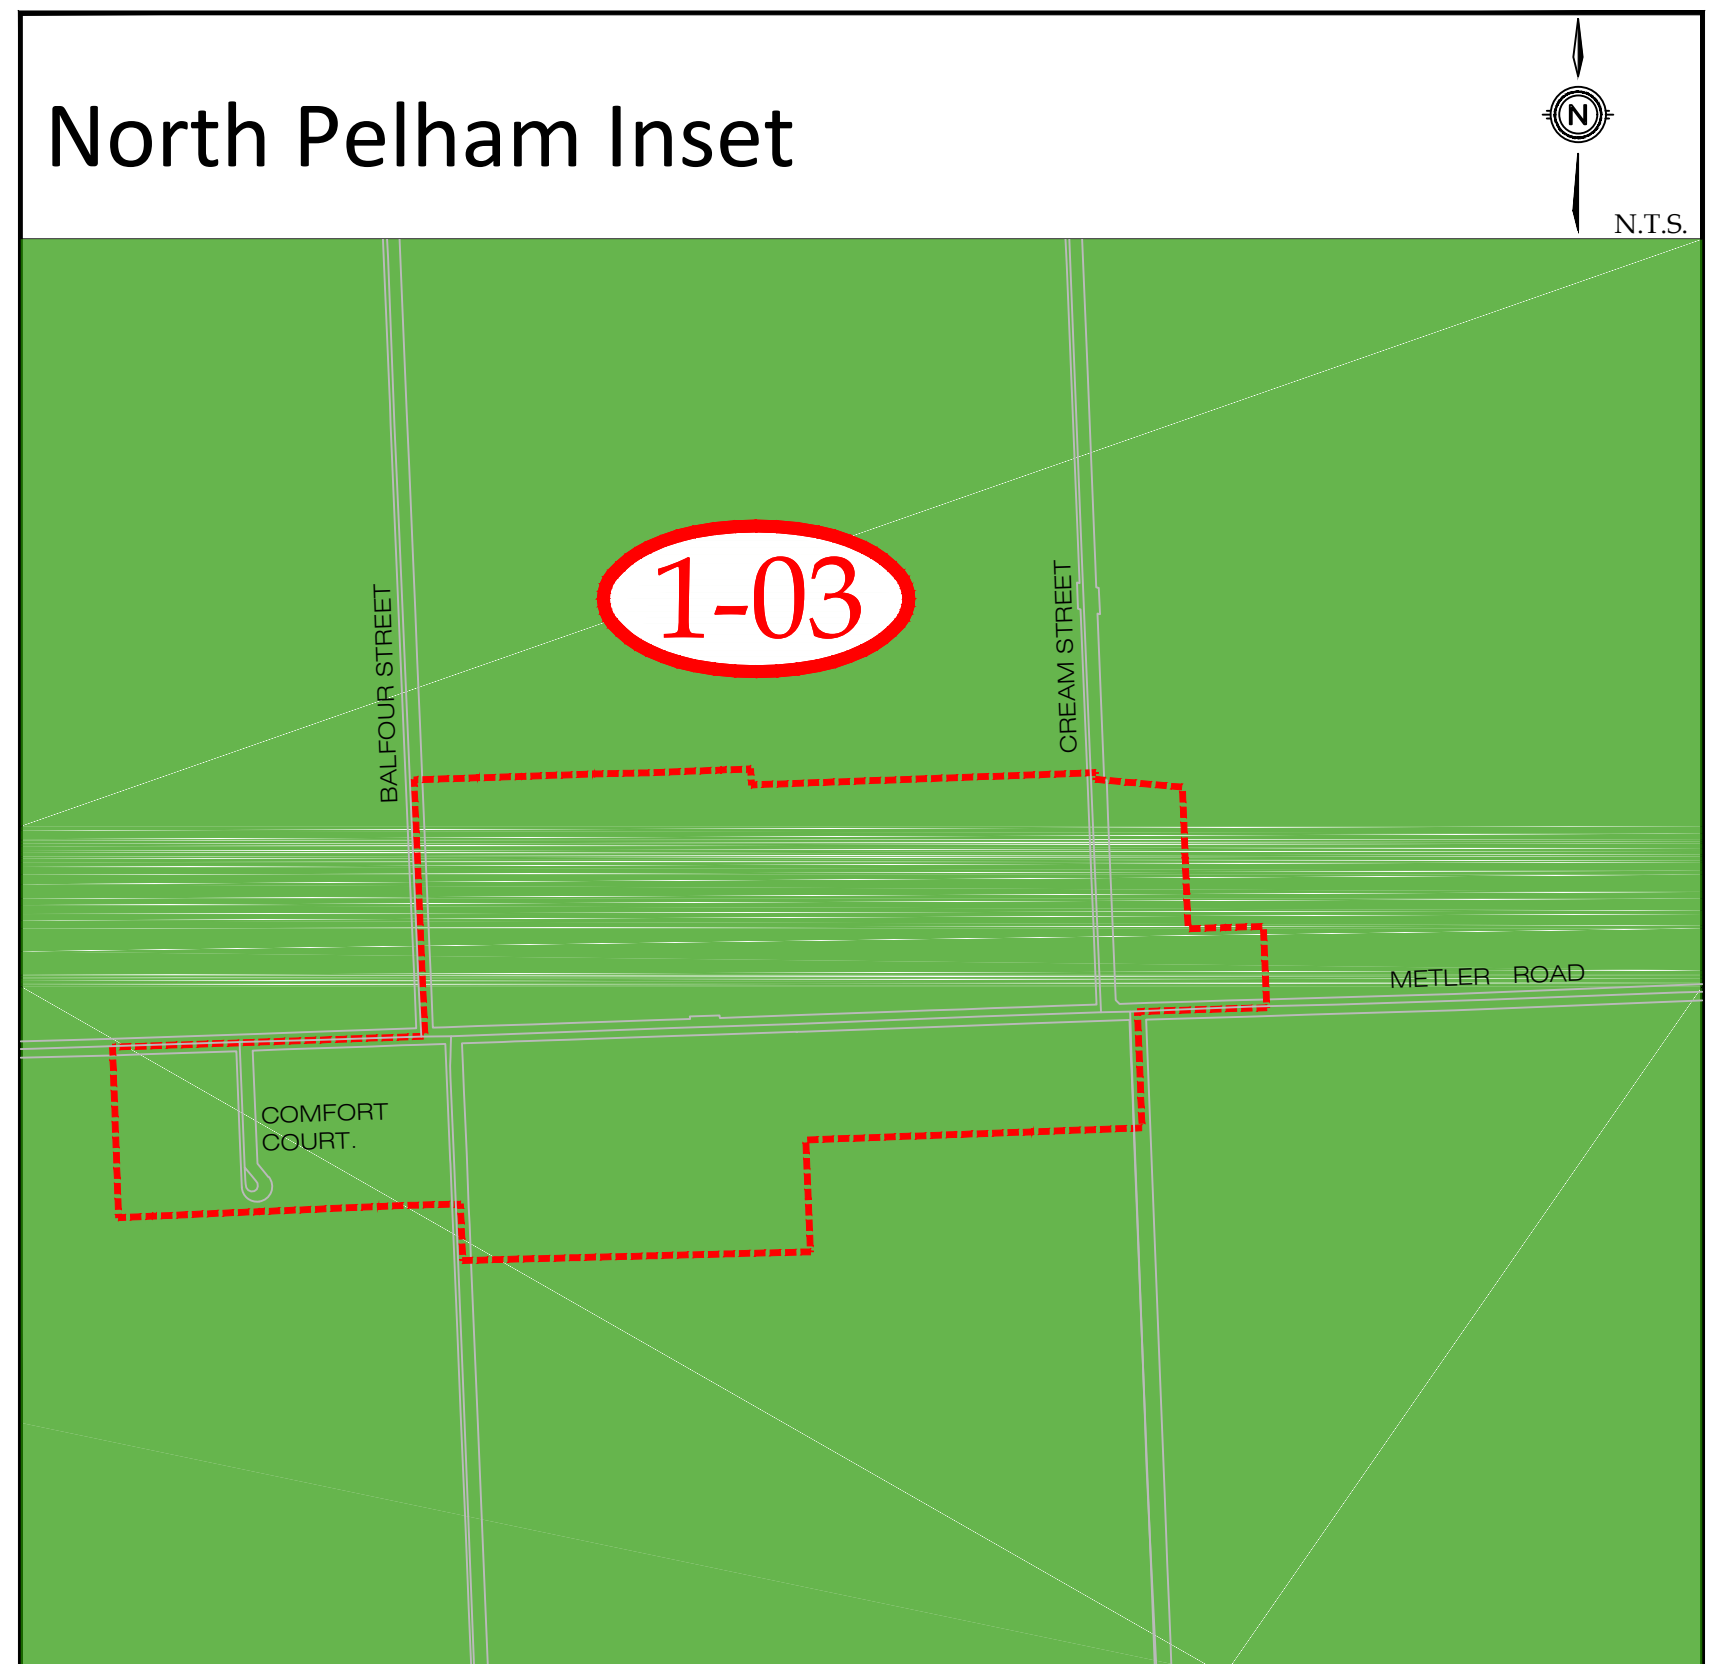 North Pelham Inset
N
N.T.S.
1-03
BALFOUR STREET
CREAM STREET
METLER ROAD
COMFORT
COURT.